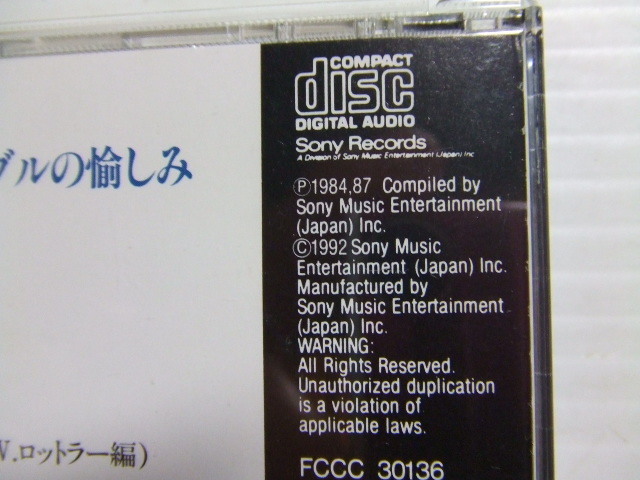 COMPACT
disc
DIGITAL AUDIO
Sony Records
A Division of Sony Music Entertainment (Japan) Inc
ブルの愉しみ
Ⓟ1984,87 Compiled by
Sony Music Entertainment
(Japan) Inc.
Ⓒ1992 Sony Music
Entertainment (Japan) Inc.
Manufactured by
Sony Music Entertainment
(Japan) Inc.
WARNING:
All Rights Reserved.
Unauthorized duplication
is a violation of
applicable laws.
W.ロットラー編)
FCCC 30136